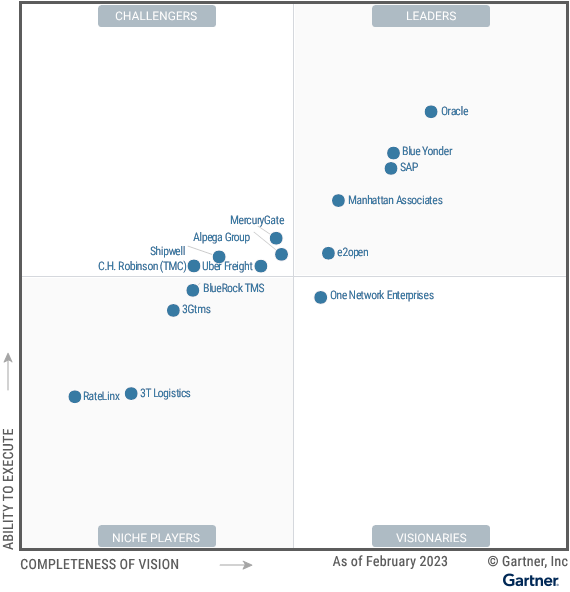 CHALLENGERS
LEADERS
Oracle
Blue Yonder
SAP
Manhattan Associates
MercuryGate
Alpega Group
Shipwell
e2open
C.H. Robinson (TMC)
Uber Freight
BlueRock TMS
One Network Enterprises
3Gtms
RateLinx
3T Logistics
ABILITY TO EXECUTE
NICHE PLAYERS
VISIONARIES
COMPLETENESS OF VISION
As of February 2023
© Gartner, Inc
Gartner